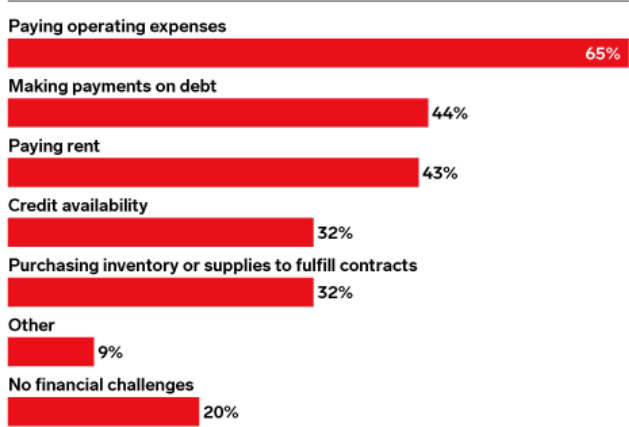 Paying operating expenses
65%
Making payments on debt
44%
Paying rent
43%
Credit availability
32%
Purchasing inventory or supplies to fulfill contracts
32%
Other
9%
No financial challenges
20%